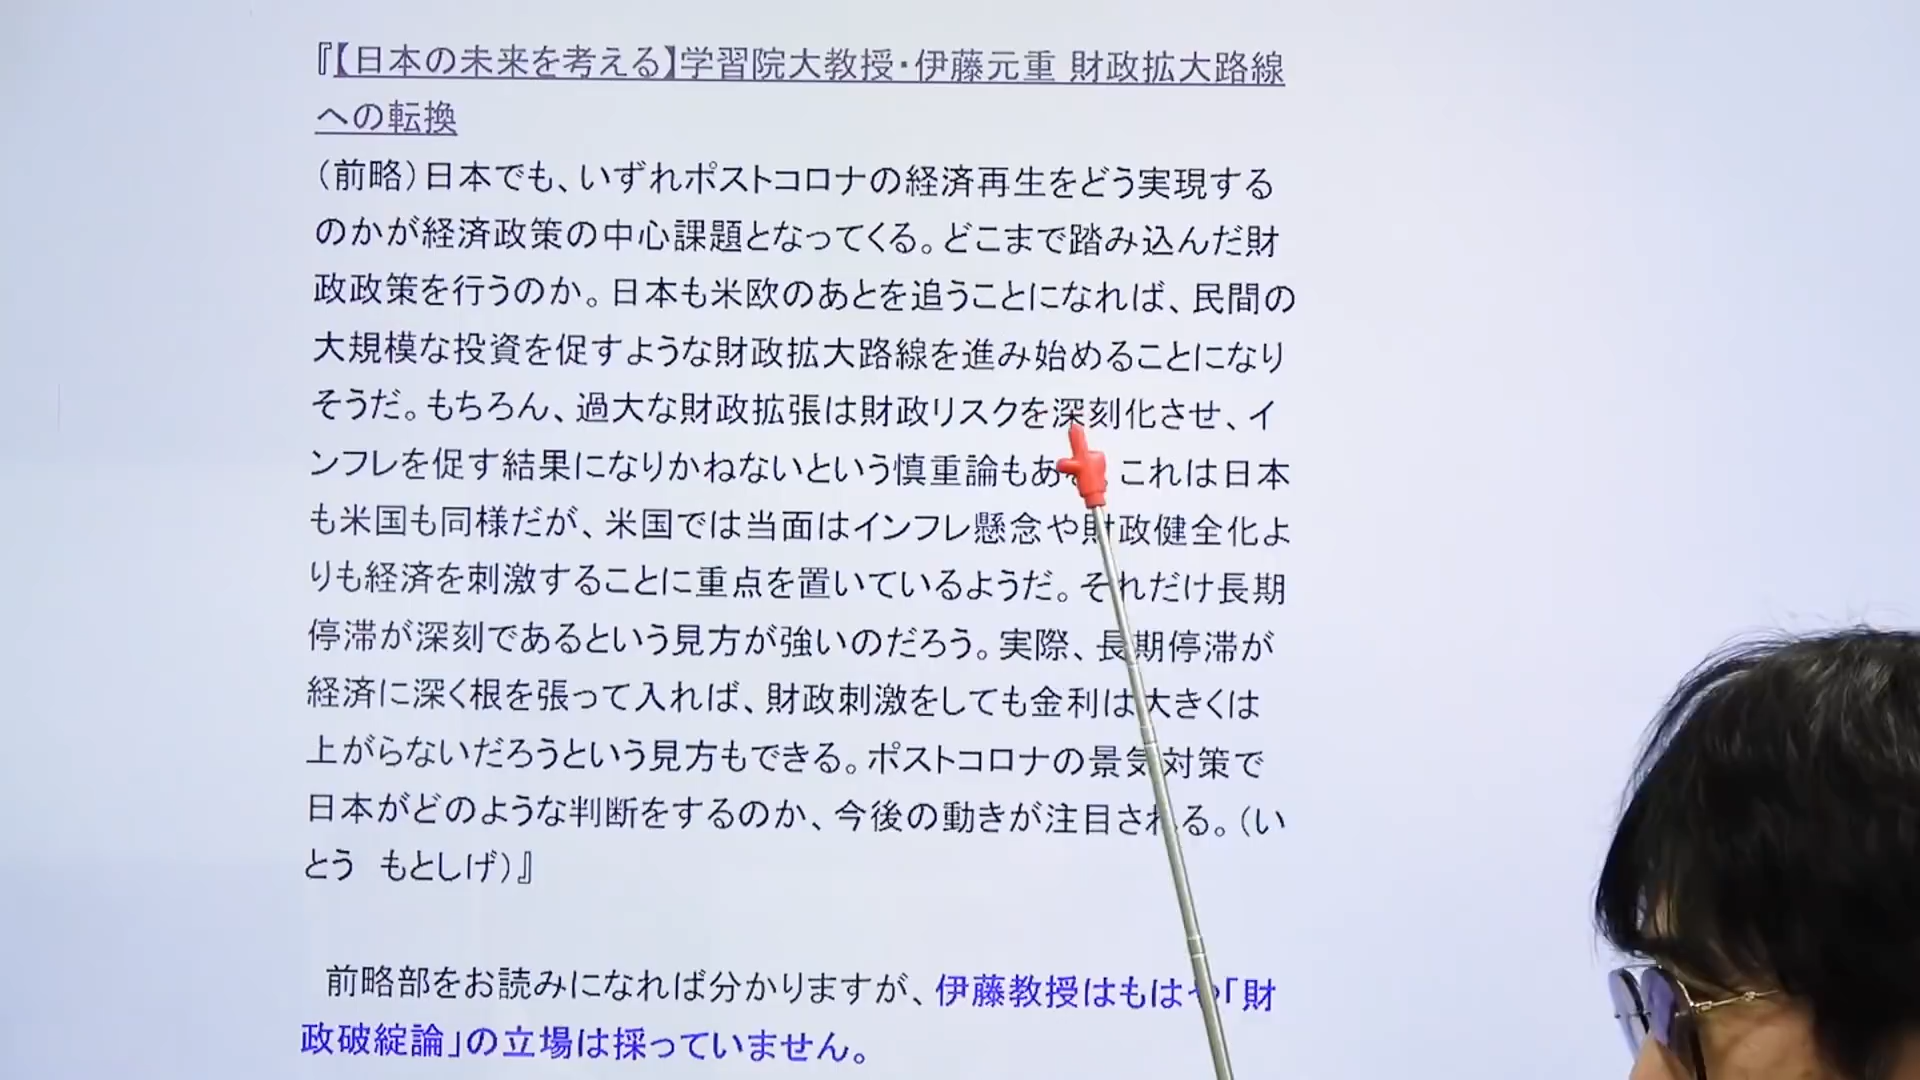 『【日本の未来を考える】学習院大教授・伊藤元重 財政拡大路線
への転換
（前略）日本でも、いずれポストコロナの経済再生をどう実現する
のかが経済政策の中心課題となってくる。どこまで踏み込んだ財
政政策を行うのか。日本も米欧のあとを追うことになれば、民間の
大規模な投資を促すような財政拡大路線を進み始めることになり
そうだ。もちろん、過大な財政拡張は財政リスクを深刻化させ、イ
ンフレを促す結果になりかねないという慎重論もある。これは日本
も米国も同様だが、米国では当面はインフレ懸念や財政健全化よ
りも経済を刺激することに重点を置いているようだ。それだけ長期
停滞が深刻であるという見方が強いのだろう。実際、長期停滞が
経済に深く根を張って入れば、財政刺激をしても金利は大きくは
上がらないだろうという見方もできる。ポストコロナの景気対策で
日本がどのような判断をするのか、今後の動きが注目される。（い
とう　もとしげ）』
前略部をお読みになれば分かりますが、伊藤教授はもはや「財
政破綻論」の立場は採っていません。